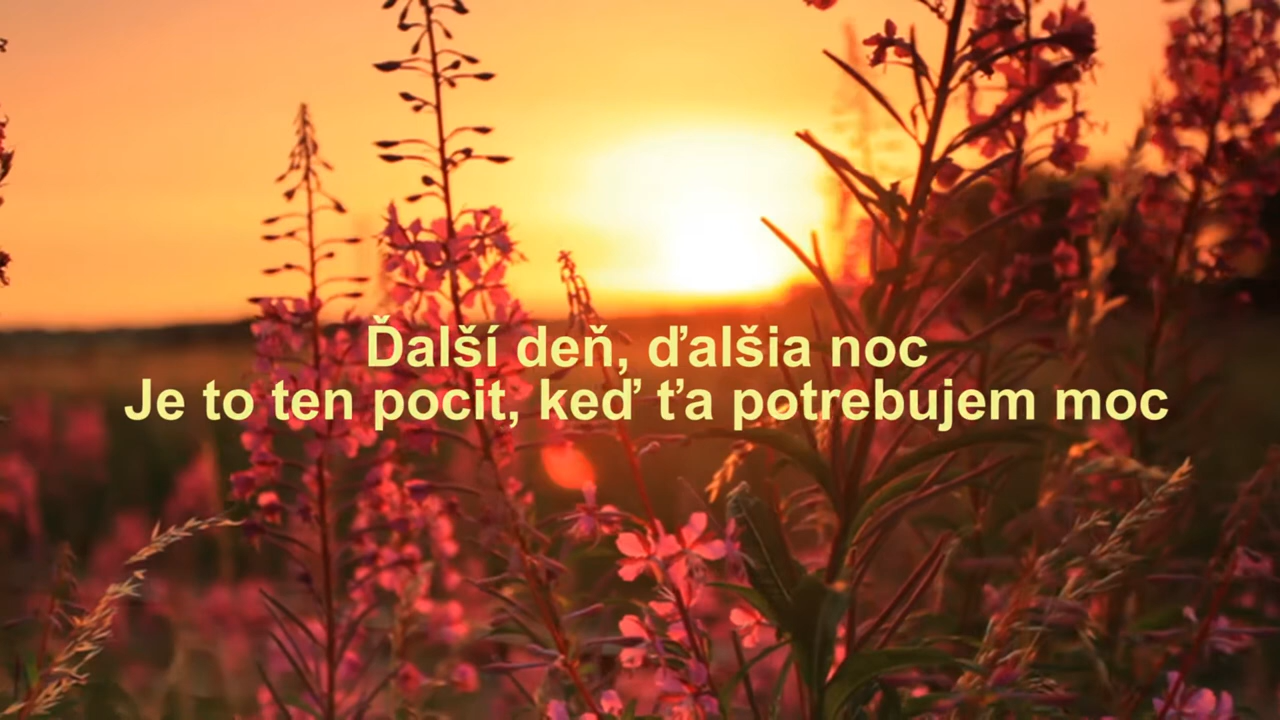 Ďalší deň, ďalšia noc
Je to ten pocit, keď ťa potrebujem moc